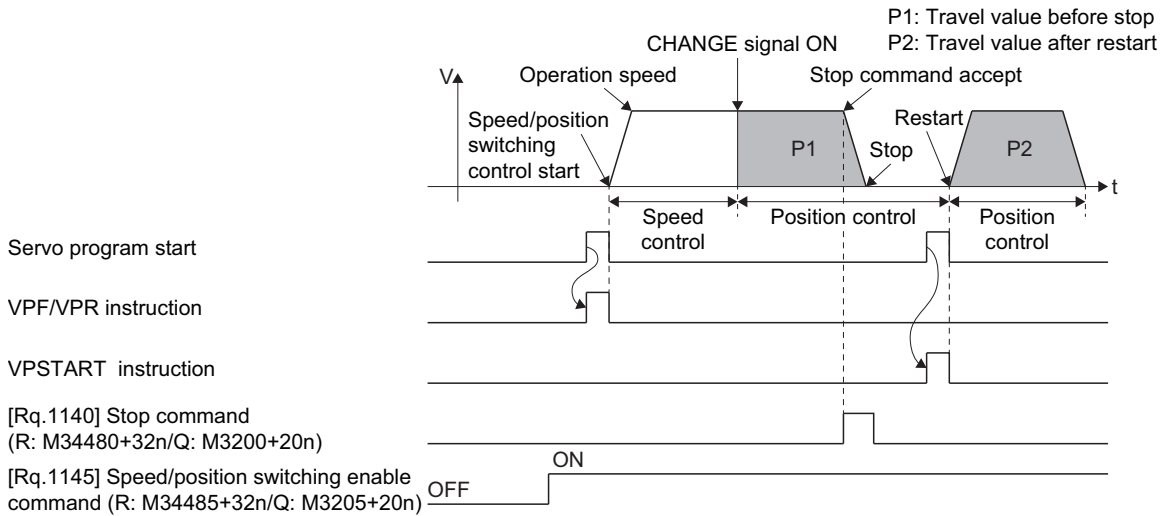 P1: Travel value before stop
P2: Travel value after restart
CHANGE signal ON
V
Operation speed
Stop command accept
Speed/position
switching
control start
Restart
P1
Stop
P2
t
Speed
control
Position control
Position
control
Servo program start
VPF/VPR instruction
VPSTART instruction
[Rq.1140] Stop command
(R: M34480+32n/Q: M3200+20n)
ON
[Rq.1145] Speed/position switching enable
command (R: M34485+32n/Q: M3205+20n)
OFF